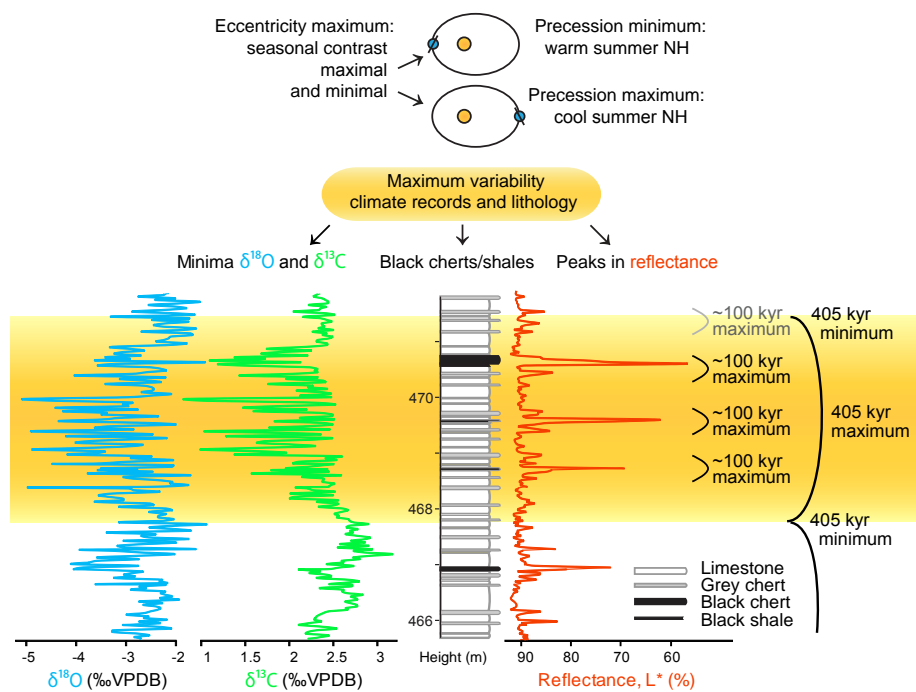 Eccentricity maximum:
seasonal contrast
maximal
and minimal
Precession minimum:
warm summer NH
Precession maximum:
cool summer NH
Maximum variability
climate records and lithology
Minima δ¹⁸O and δ¹³C
Black cherts/shales
Peaks in reflectance
~100 kyr
maximum
405 kyr
minimum
~100 kyr
maximum
470
~100 kyr
maximum
405 kyr
maximum
~100 kyr
maximum
468
405 kyr
minimum
Limestone
Grey chert
Black chert
Black shale
466
-5 -4 -3 -2
1 1.5 2 2.5 3
Height (m)
90 80 70 60
δ¹⁸O (‰VPDB)
δ¹³C (‰VPDB)
Reflectance, L* (%)